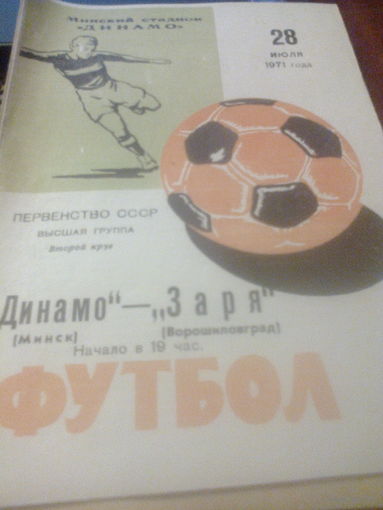 Минский стадион
«ДИНАМО»
28
июля
1971 года
ПЕРВЕНСТВО СССР
ВЫСШАЯ ГРУППА
Второй круг
Динамо“—„Заря“
(Минск) (Ворошиловград)
Начало в 19 час.
ФУТБОЛ